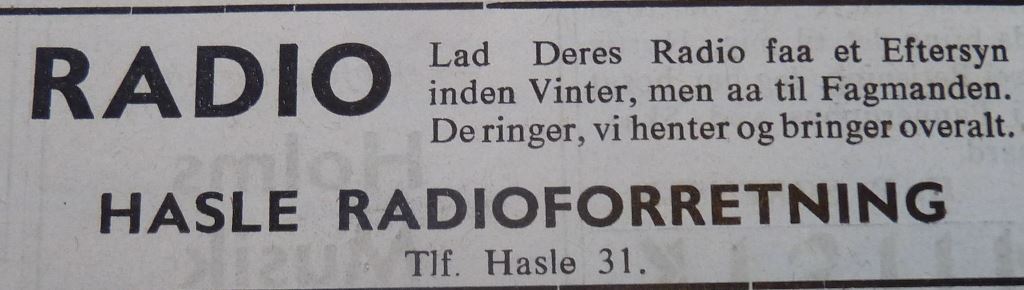 RADIO
Lad Deres Radio faa et Eftersyn
inden Vinter, men aa til Fagmanden.
De ringer, vi henter og bringer overalt.
HASLE RADIOFORRETNING
Tlf. Hasle 31.